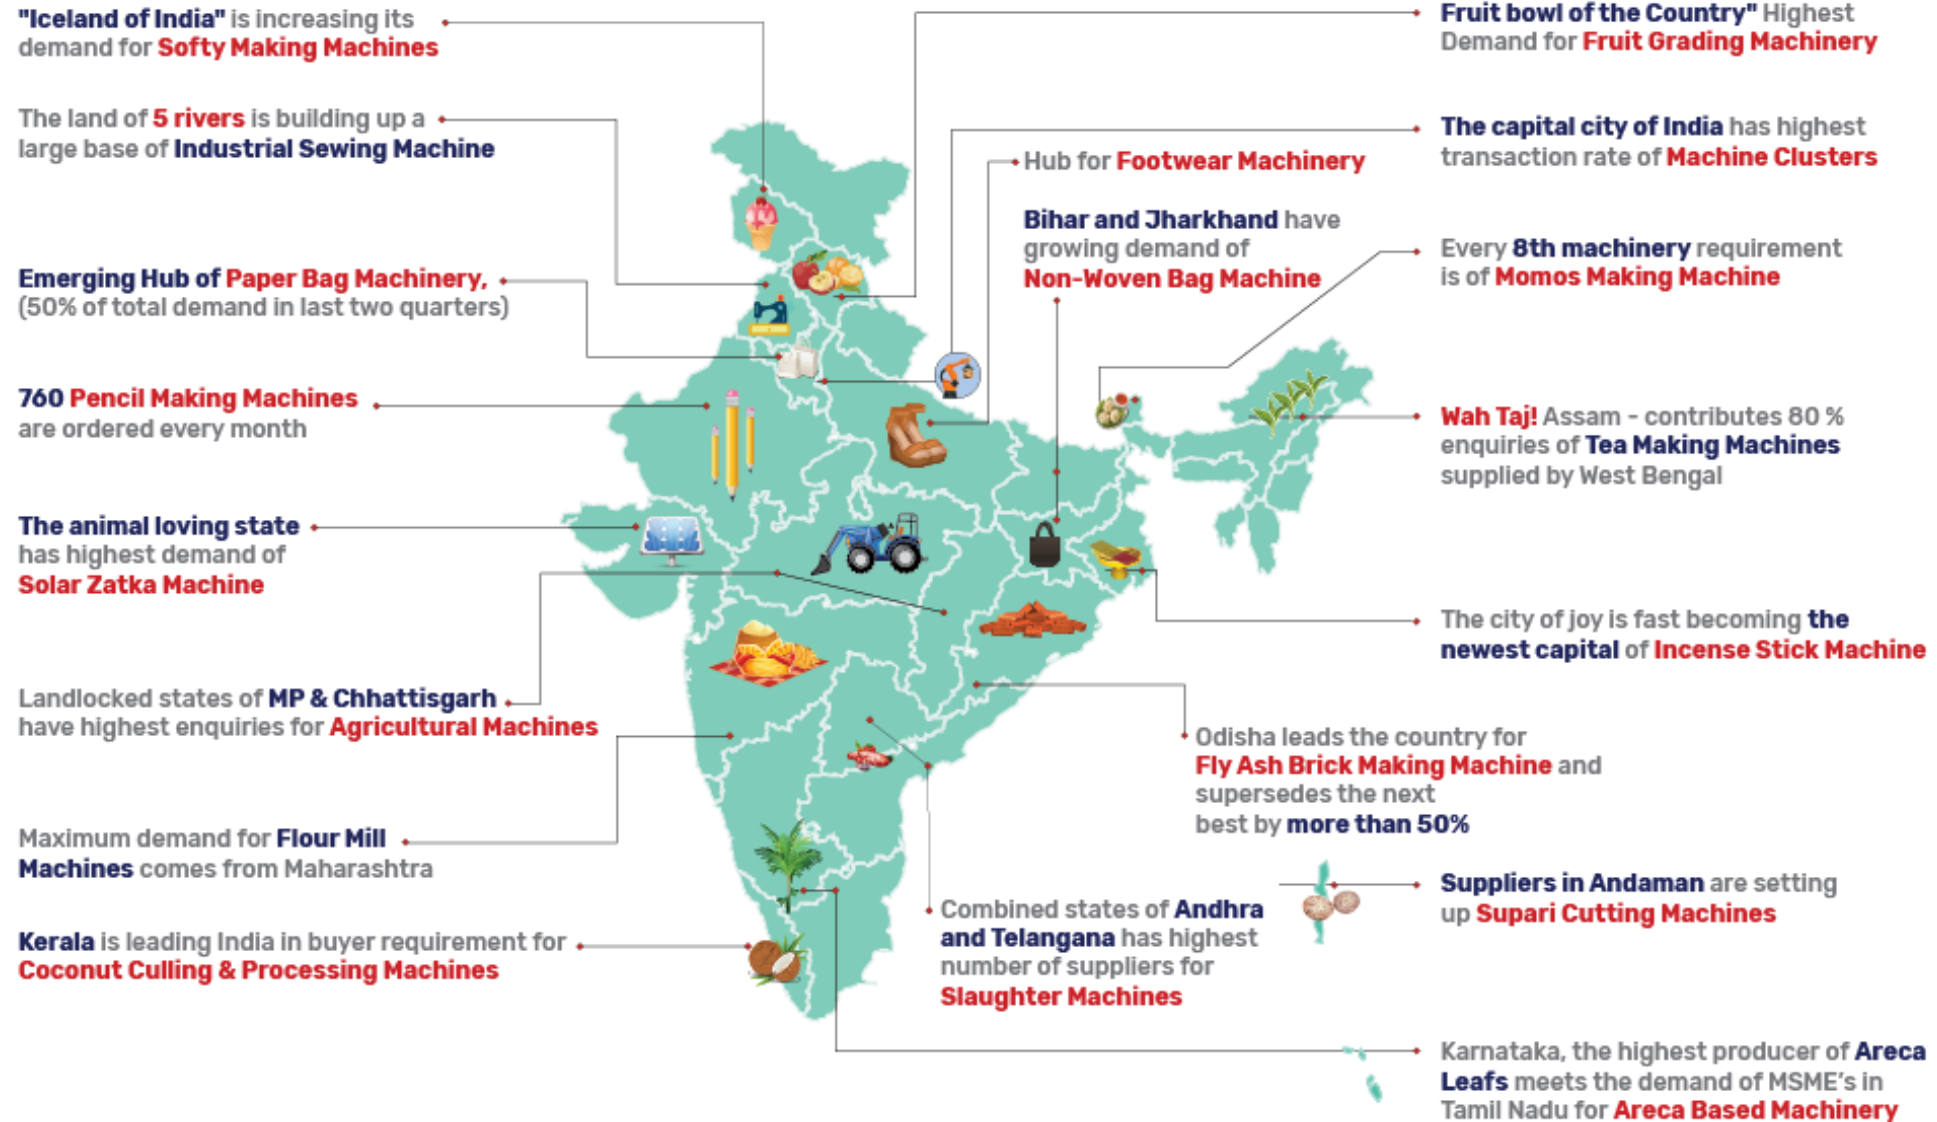 "Iceland of India" is increasing its
demand for Softy Making Machines
The land of 5 rivers is building up a
large base of Industrial Sewing Machine
Emerging Hub of Paper Bag Machinery,
(50% of total demand in last two quarters)
760 Pencil Making Machines
are ordered every month
The animal loving state
has highest demand of
Solar Zatka Machine
Landlocked states of MP & Chhattisgarh
have highest enquiries for Agricultural Machines
Maximum demand for Flour Mill
Machines comes from Maharashtra
Kerala is leading India in buyer requirement for
Coconut Culling & Processing Machines
Hub for Footwear Machinery
Bihar and Jharkhand have
growing demand of
Non-Woven Bag Machine
Fruit bowl of the Country" Highest
Demand for Fruit Grading Machinery
The capital city of India has highest
transaction rate of Machine Clusters
Every 8th machinery requirement
is of Momos Making Machine
Wah Taj! Assam - contributes 80 %
enquiries of Tea Making Machines
supplied by West Bengal
The city of joy is fast becoming the
newest capital of Incense Stick Machine
Odisha leads the country for
Fly Ash Brick Making Machine and
supersedes the next
best by more than 50%
Combined states of Andhra
and Telangana has highest
number of suppliers for
Slaughter Machines
Suppliers in Andaman are setting
up Supari Cutting Machines
Karnataka, the highest producer of Areca
Leafs meets the demand of MSME's in
Tamil Nadu for Areca Based Machinery